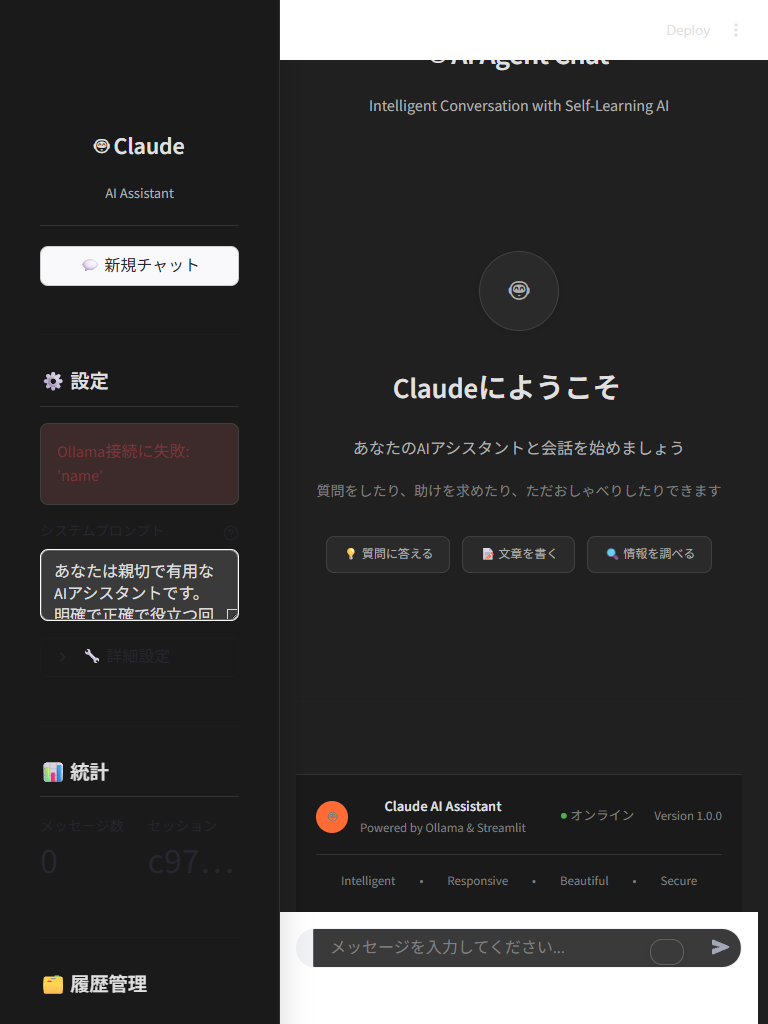 Claude
AI Assistant
新規チャット
設定
Ollama接続に失敗:
'name'
システムプロンプト
あなたは親切で有用な
AIアシスタントです。
明確で正確で役立つ回
詳細設定
統計
メッセージ数 セッション
0 c97...
履歴管理
Deploy
AI Agent Chat
Intelligent Conversation with Self-Learning AI
Claudeにようこそ
あなたのAIアシスタントと会話を始めましょう
質問をしたり、助けを求めたり、ただおしゃべりしたりできます
質問に答える 文章を書く 情報を調べる
Claude AI Assistant
Powered by Ollama & Streamlit
オンライン Version 1.0.0
Intelligent • Responsive • Beautiful • Secure
メッセージを入力してください...